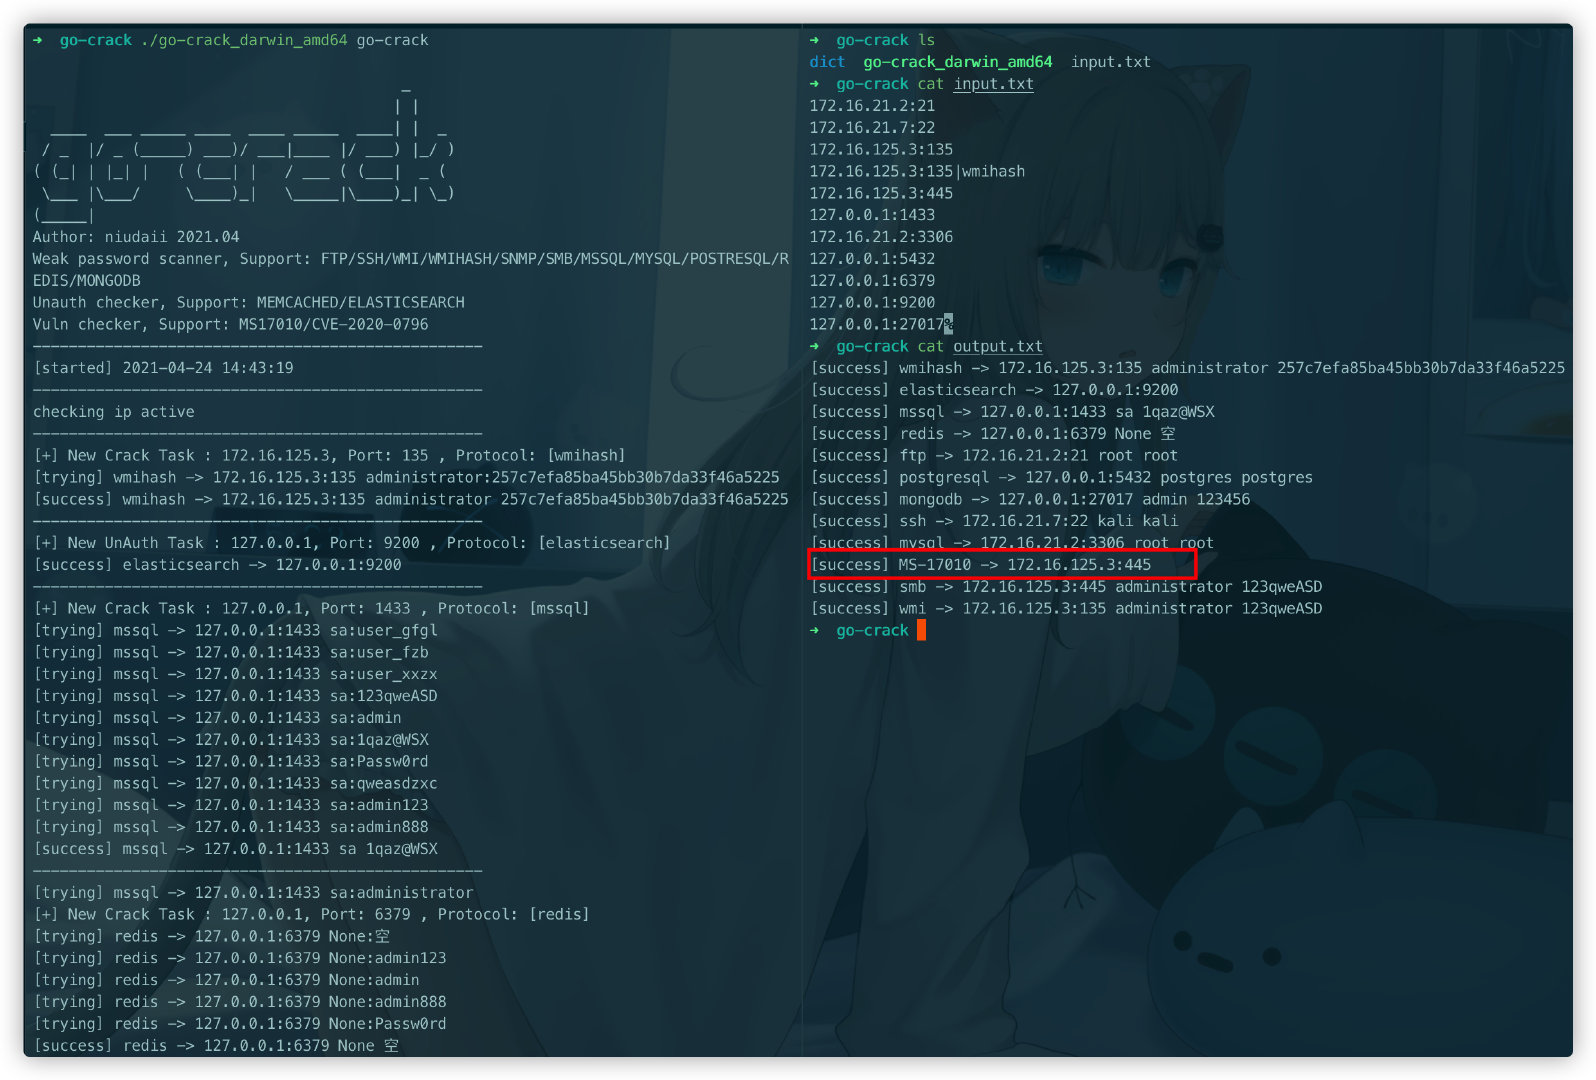 ➜  go-crack ./go-crack_darwin_amd64 go-crack
Author: niudaii 2021.04
Weak password scanner, Support: FTP/SSH/WMI/WMIHASH/SNMP/SMB/MSSQL/MYSQL/POSTRESQL/R
EDIS/MONGODB
Unauth checker, Support: MEMCACHED/ELASTICSEARCH
Vuln checker, Support: MS17010/CVE-2020-0796
--------------------------------------------------
[started] 2021-04-24 14:43:19
--------------------------------------------------
checking ip active
--------------------------------------------------
[+] New Crack Task : 172.16.125.3, Port: 135 , Protocol: [wmihash]
[trying] wmihash -> 172.16.125.3:135 administrator:257c7efa85ba45bb30b7da33f46a5225
[success] wmihash -> 172.16.125.3:135 administrator 257c7efa85ba45bb30b7da33f46a5225
--------------------------------------------------
[+] New UnAuth Task : 127.0.0.1, Port: 9200 , Protocol: [elasticsearch]
[success] elasticsearch -> 127.0.0.1:9200
--------------------------------------------------
[+] New Crack Task : 127.0.0.1, Port: 1433 , Protocol: [mssql]
[trying] mssql -> 127.0.0.1:1433 sa:user_gfgl
[trying] mssql -> 127.0.0.1:1433 sa:user_fzb
[trying] mssql -> 127.0.0.1:1433 sa:user_xxzx
[trying] mssql -> 127.0.0.1:1433 sa:123qweASD
[trying] mssql -> 127.0.0.1:1433 sa:admin
[trying] mssql -> 127.0.0.1:1433 sa:1qaz@WSX
[trying] mssql -> 127.0.0.1:1433 sa:Passw0rd
[trying] mssql -> 127.0.0.1:1433 sa:qweasdzxc
[trying] mssql -> 127.0.0.1:1433 sa:admin123
[trying] mssql -> 127.0.0.1:1433 sa:admin888
[success] mssql -> 127.0.0.1:1433 sa 1qaz@WSX
--------------------------------------------------
[trying] mssql -> 127.0.0.1:1433 sa:administrator
[+] New Crack Task : 127.0.0.1, Port: 6379 , Protocol: [redis]
[trying] redis -> 127.0.0.1:6379 None:空
[trying] redis -> 127.0.0.1:6379 None:admin123
[trying] redis -> 127.0.0.1:6379 None:admin
[trying] redis -> 127.0.0.1:6379 None:admin888
[trying] redis -> 127.0.0.1:6379 None:Passw0rd
[success] redis -> 127.0.0.1:6379 None 空
➜  go-crack ls
dict  go-crack_darwin_amd64  input.txt
➜  go-crack cat input.txt
172.16.21.2:21
172.16.21.7:22
172.16.125.3:135
172.16.125.3:135|wmihash
172.16.125.3:445
127.0.0.1:1433
172.16.21.2:3306
127.0.0.1:5432
127.0.0.1:6379
127.0.0.1:9200
127.0.0.1:27017%
➜  go-crack cat output.txt
[success] wmihash -> 172.16.125.3:135 administrator 257c7efa85ba45bb30b7da33f46a5225
[success] elasticsearch -> 127.0.0.1:9200
[success] mssql -> 127.0.0.1:1433 sa 1qaz@WSX
[success] redis -> 127.0.0.1:6379 None 空
[success] ftp -> 172.16.21.2:21 root root
[success] postgresql -> 127.0.0.1:5432 postgres postgres
[success] mongodb -> 127.0.0.1:27017 admin 123456
[success] ssh -> 172.16.21.7:22 kali kali
[success] mysql -> 172.16.21.2:3306 root root
[success] MS-17010 -> 172.16.125.3:445
[success] smb -> 172.16.125.3:445 administrator 123qweASD
[success] wmi -> 172.16.125.3:135 administrator 123qweASD
➜  go-crack